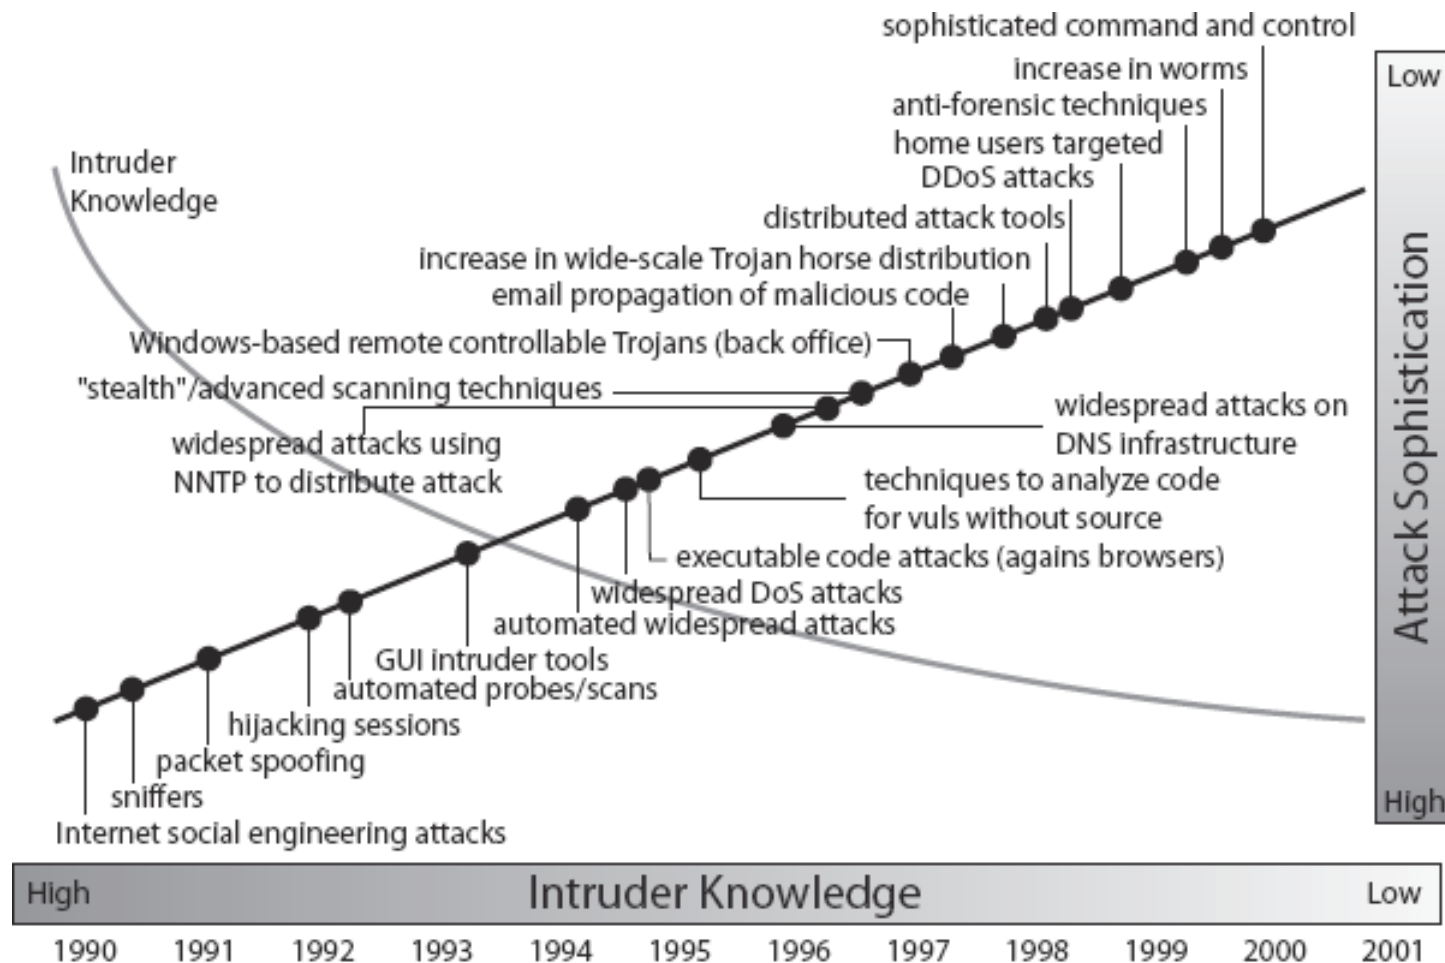 sophisticated command and control
increase in worms
anti-forensic techniques
home users targeted
DDoS attacks
distributed attack tools
increase in wide-scale Trojan horse distribution
email propagation of malicious code
Windows-based remote controllable Trojans (back office)
"stealth"/advanced scanning techniques
widespread attacks using
NNTP to distribute attack
Intruder
Knowledge
widespread attacks on
DNS infrastructure
techniques to analyze code
for vuls without source
executable code attacks (agains browsers)
widespread DoS attacks
automated widespread attacks
GUI intruder tools
automated probes/scans
hijacking sessions
packet spoofing
sniffers
Internet social engineering attacks
Low
Attack Sophistication
High
High Intruder Knowledge Low
1990 1991 1992 1993 1994 1995 1996 1997 1998 1999 2000 2001